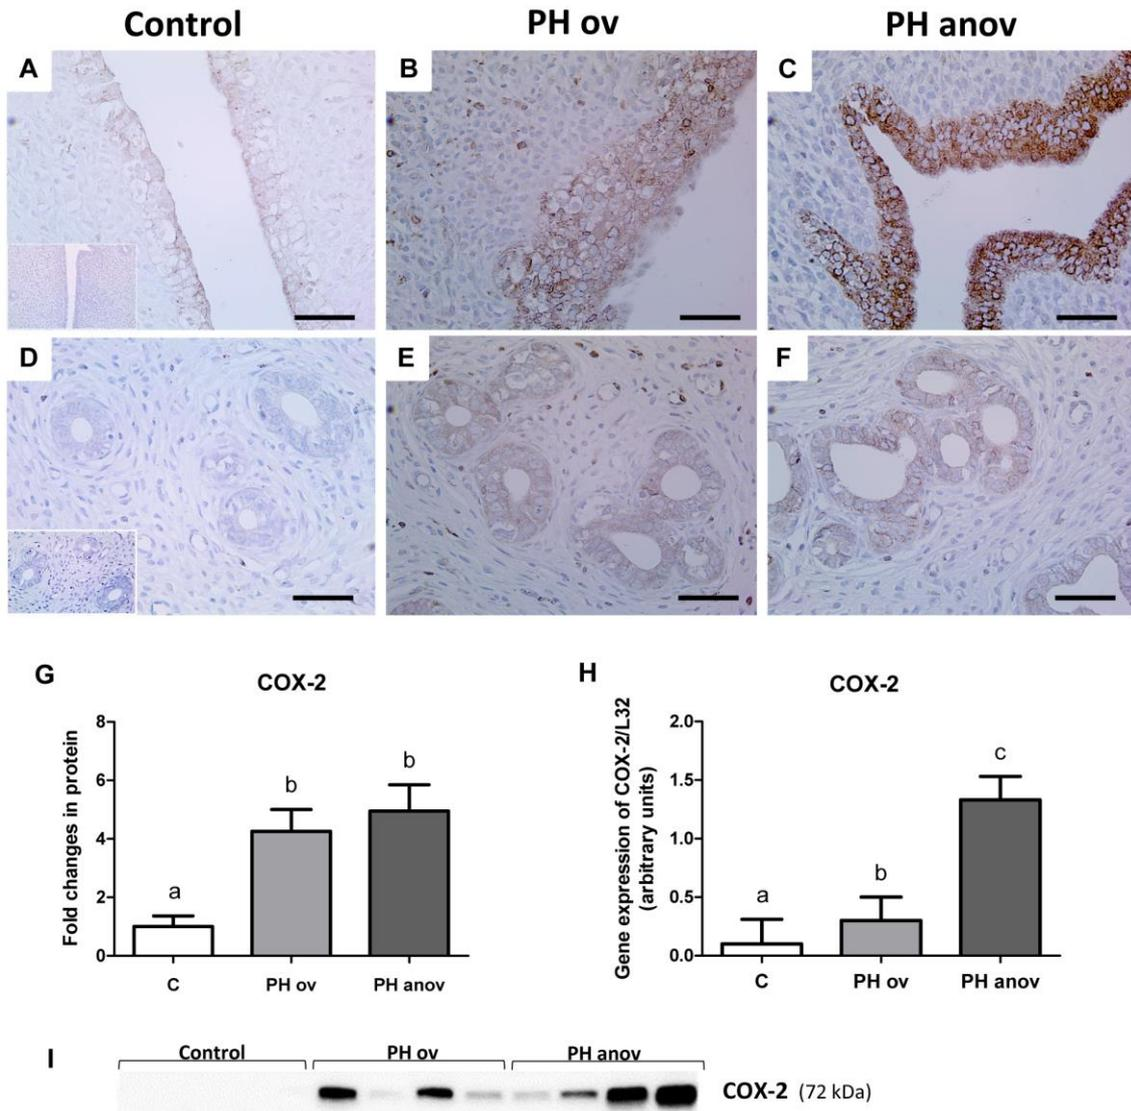 Control PH ov PH anov
A B C
D E F
G
COX-2
Fold changes in protein
8
6
4
2
0
a
b
b
C PH ov PH anov
H
COX-2
Gene expression of COX-2/L32
(arbitrary units)
2.0
1.5
1.0
0.5
0.0
a
b
c
C PH ov PH anov
I Control PH ov PH anov
COX-2 (72 kDa)